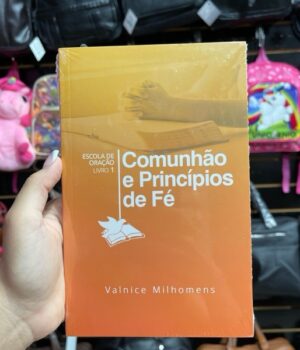 ESCOLA DE
ORAÇÃO
LIVRO 1
Comunhão
e Princípios
de Fé
Valnice Milhomens